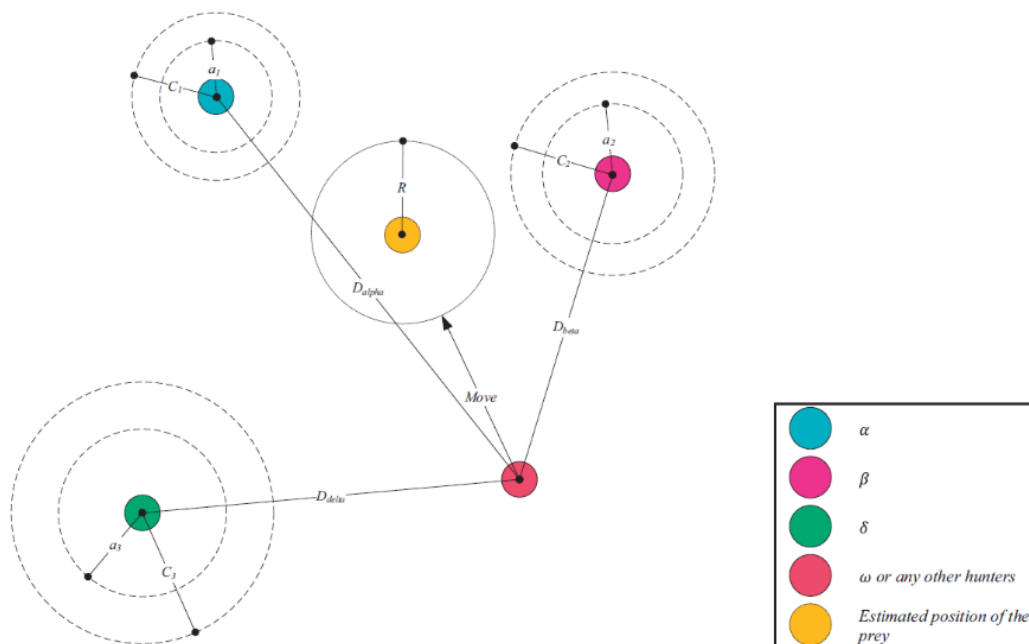 a1
C1
a2
C2
R
Dalpha
Dbeta
Move
Ddelta
a3
C3
α
β
δ
ω or any other hunters
Estimated position of the
prey